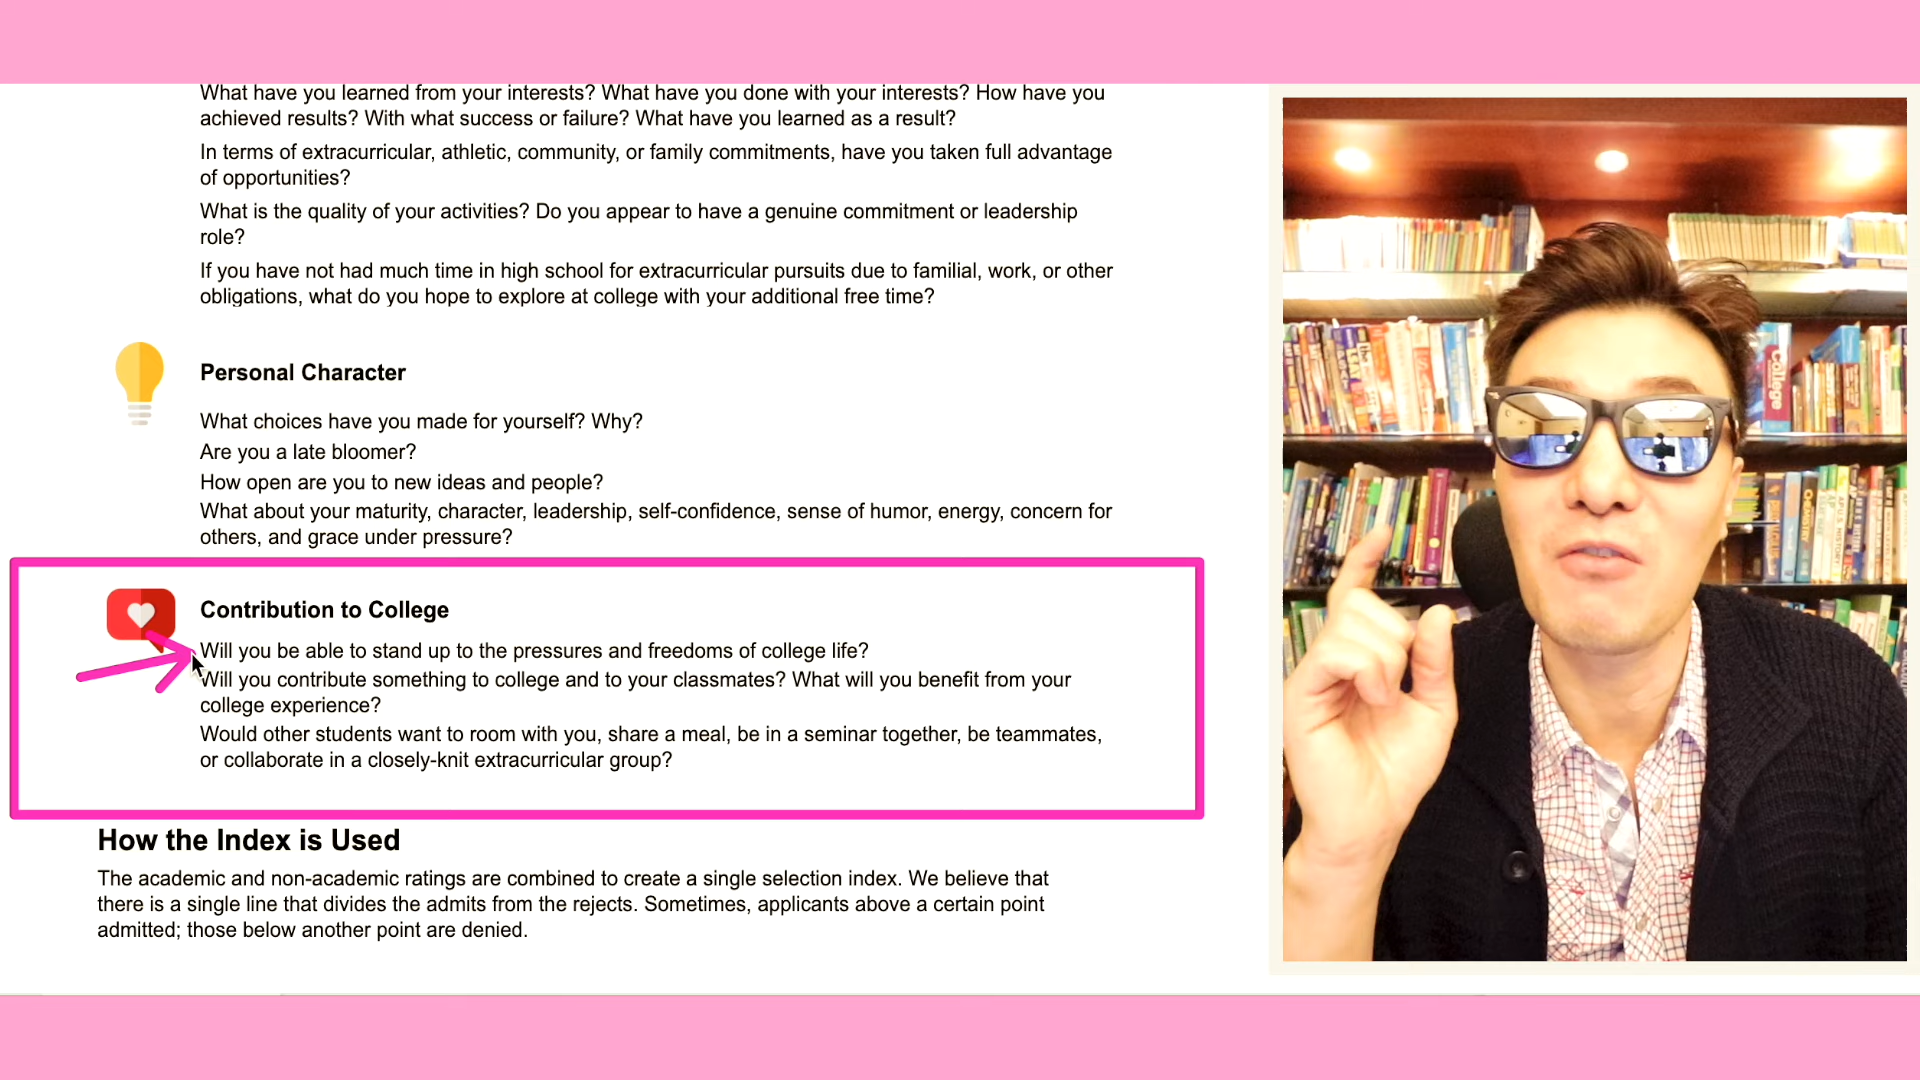 What have you learned from your interests? What have you done with your interests? How have you
achieved results? With what success or failure? What have you learned as a result?
In terms of extracurricular, athletic, community, or family commitments, have you taken full advantage
of opportunities?
What is the quality of your activities? Do you appear to have a genuine commitment or leadership
role?
If you have not had much time in high school for extracurricular pursuits due to familial, work, or other
obligations, what do you hope to explore at college with your additional free time?
Personal Character
What choices have you made for yourself? Why?
Are you a late bloomer?
How open are you to new ideas and people?
What about your maturity, character, leadership, self-confidence, sense of humor, energy, concern for
others, and grace under pressure?
Contribution to College
Will you be able to stand up to the pressures and freedoms of college life?
Will you contribute something to college and to your classmates? What will you benefit from your
college experience?
Would other students want to room with you, share a meal, be in a seminar together, be teammates,
or collaborate in a closely-knit extracurricular group?
How the Index is Used
The academic and non-academic ratings are combined to create a single selection index. We believe that
there is a single line that divides the admits from the rejects. Sometimes, applicants above a certain point
admitted; those below another point are denied.
College